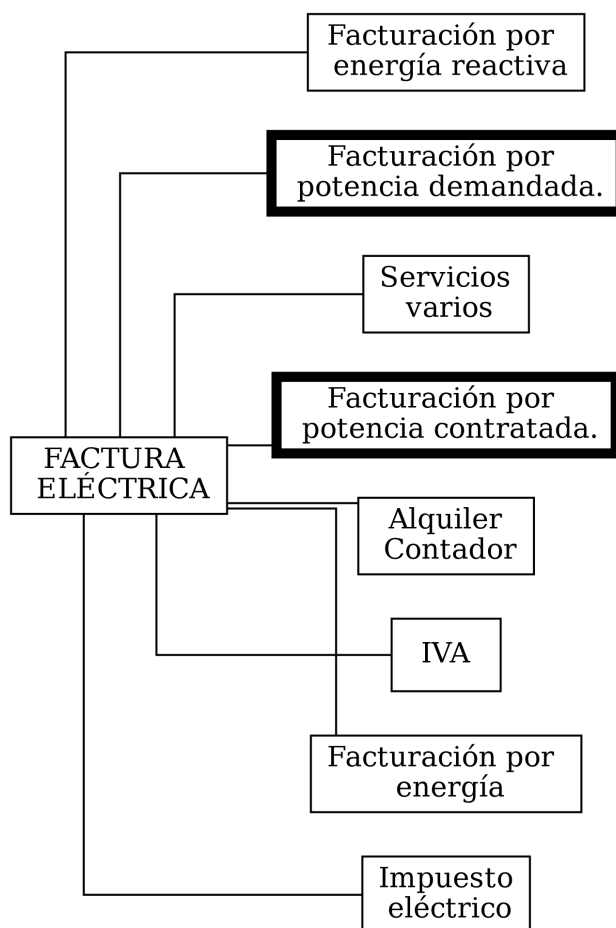 Facturación por
energía reactiva
Facturación por
potencia demandada.
Servicios
varios
Facturación por
potencia contratada.
FACTURA
ELÉCTRICA
Alquiler
Contador
IVA
Facturación por
energía
Impuesto
eléctrico